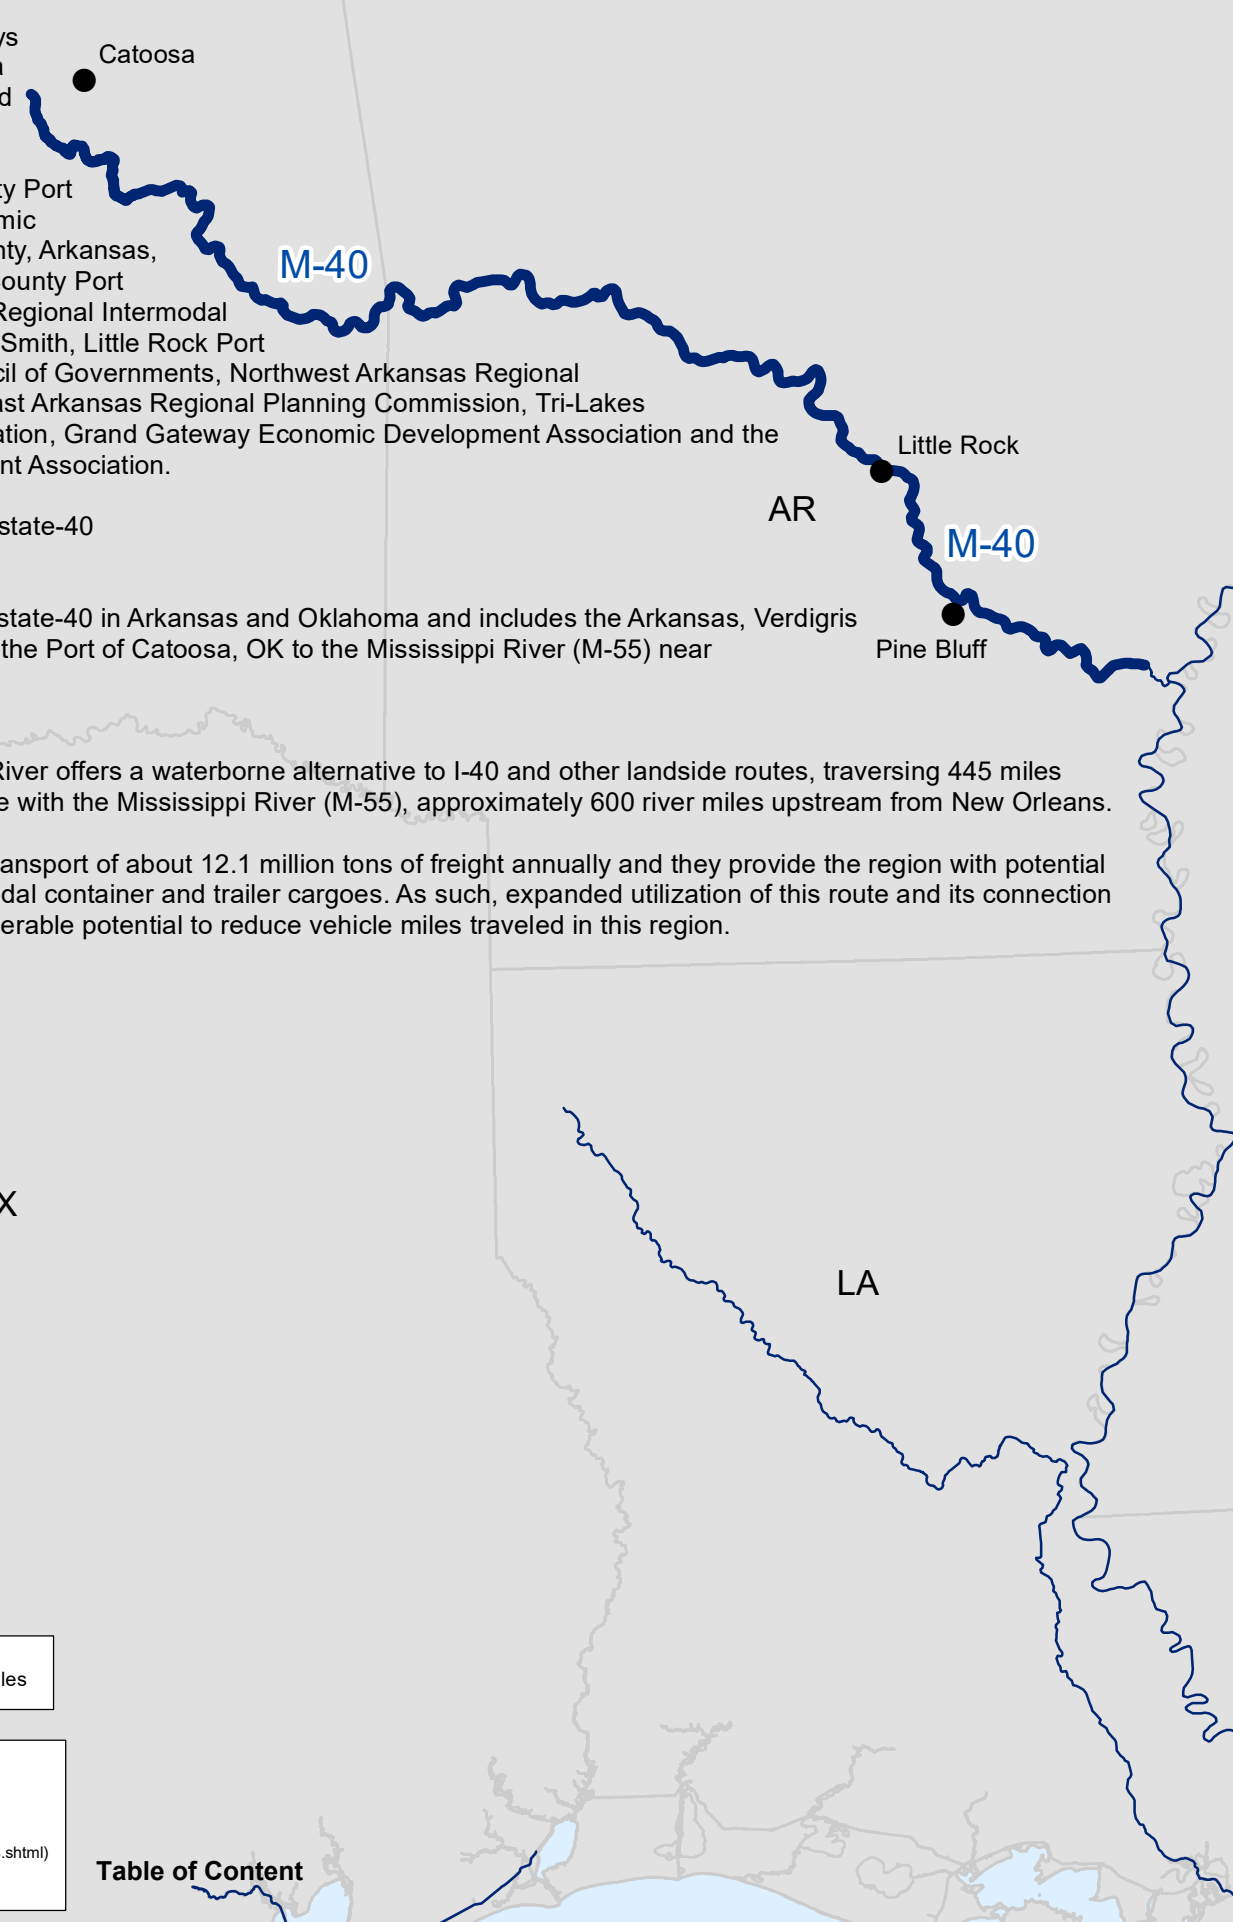 ys
Catoosa
a
d
ty Port
mic
nty, Arkansas,
M-40
ounty Port
Regional Intermodal
Smith, Little Rock Port
cil of Governments, Northwest Arkansas Regional
ast Arkansas Regional Planning Commission, Tri-Lakes
ation, Grand Gateway Economic Development Association and the
Little Rock
nt Association.
AR
state-40
M-40
state-40 in Arkansas and Oklahoma and includes the Arkansas, Verdigris
the Port of Catoosa, OK to the Mississippi River (M-55) near
Pine Bluff
River offers a waterborne alternative to I-40 and other landside routes, traversing 445 miles
e with the Mississippi River (M-55), approximately 600 river miles upstream from New Orleans.
ansport of about 12.1 million tons of freight annually and they provide the region with potential
dal container and trailer cargoes. As such, expanded utilization of this route and its connection
erable potential to reduce vehicle miles traveled in this region.
X
LA
les
.shtml)
Table of Content